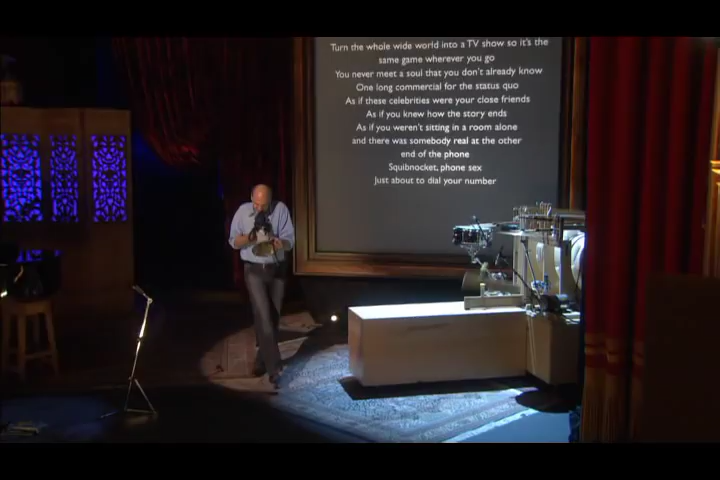 Turn the whole wide world into a TV show so it's the
same game wherever you go
You never meet a soul that you don't already know
One long commercial for the status quo
As if these celebrities were your close friends
As if you knew how the story ends
As if you weren't sitting in a room alone
and there was somebody real at the other
end of the phone
Squibnocket, phone sex
Just about to dial your number